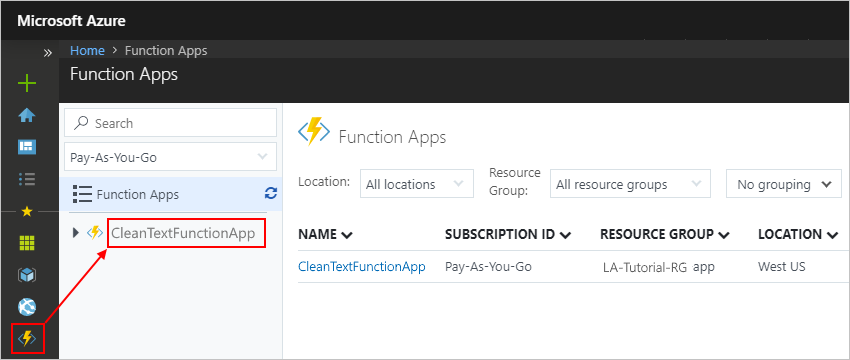 Microsoft Azure
»
Home > Function Apps
Function Apps
Search
Pay-As-You-Go
Function Apps
CleanTextFunctionApp
Function Apps
Location: All locations Resource Group: All resource groups No grouping
NAME SUBSCRIPTION ID RESOURCE GROUP LOCATION
CleanTextFunctionApp Pay-As-You-Go LA-Tutorial-RG app West US